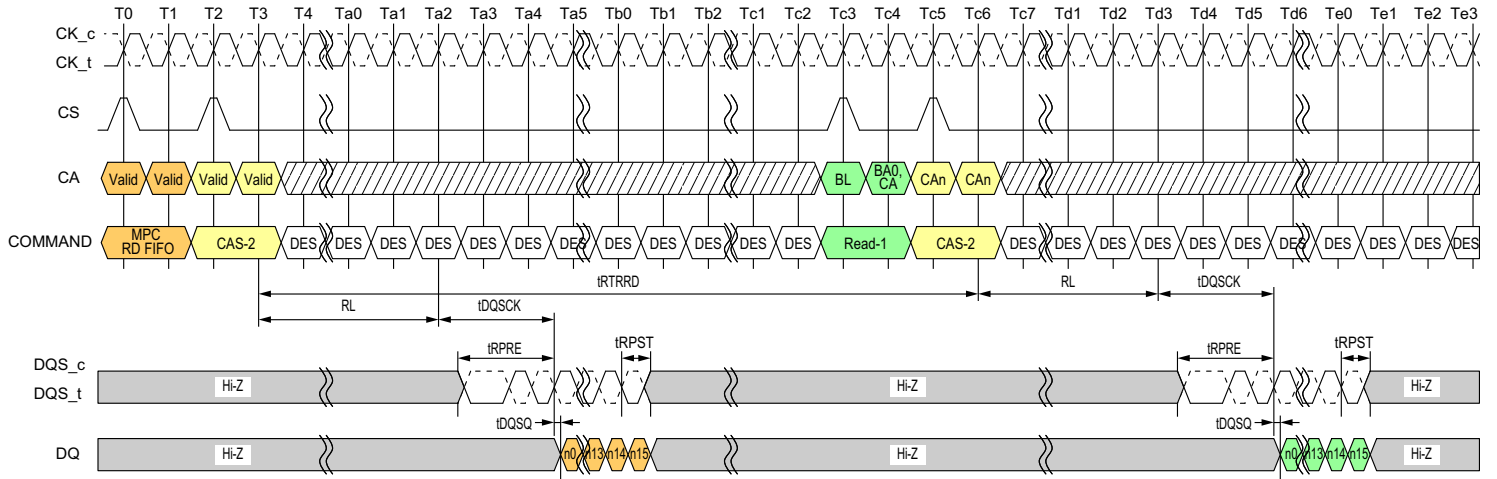 T0 T1 T2 T3 T4 Ta0 Ta1 Ta2 Ta3 Ta4 Ta5 Tb0 Tb1 Tb2 Tc1 Tc2 Tc3 Tc4 Tc5 Tc6 Tc7 Td1 Td2 Td3 Td4 Td5 Td6 Te0 Te1 Te2 Te3
CK_c
CK_t
CS
CA Valid Valid Valid Valid BL BA0, CA CAn CAn
COMMAND MPC RD FIFO CAS-2 DES DES DES DES DES DES DES DES DES DES DES DES Read-1 CAS-2 DES DES DES DES DES DES DES DES DES DES DES
tRTRRD
RL tDQSCK RL tDQSCK
tRPRE tRPST tRPRE tRPST
DQS_c
DQS_t Hi-Z Hi-Z Hi-Z
tDQSQ tDQSQ
DQ Hi-Z n0 n13 n14 n15 Hi-Z n0 n13 n14 n15 Hi-Z